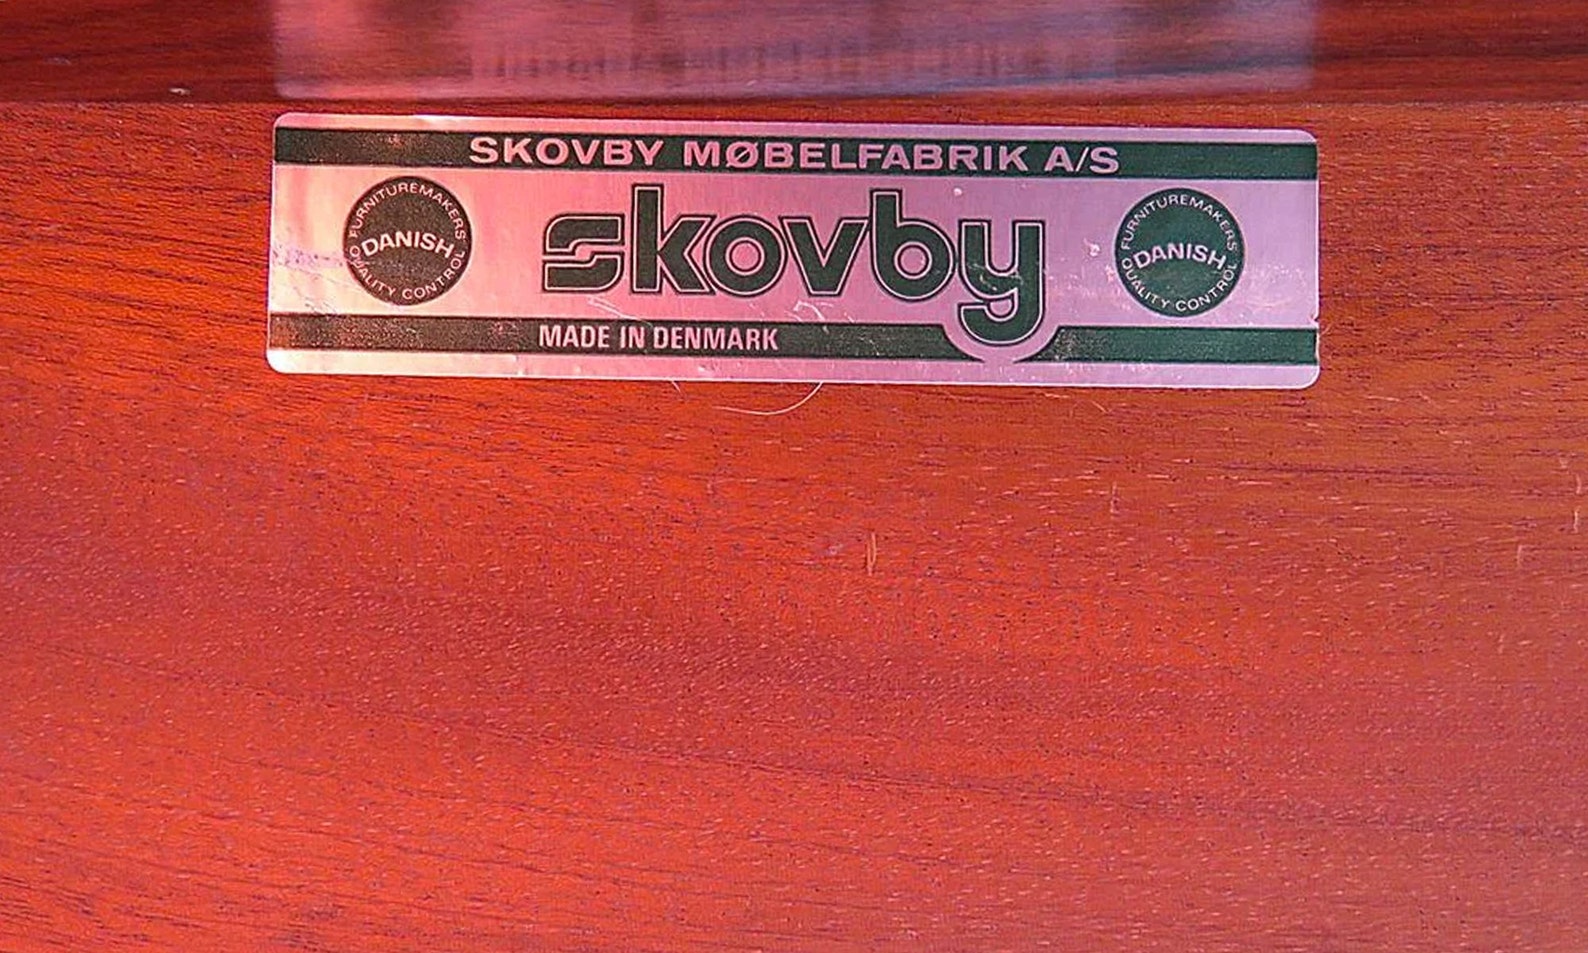 SKOVBY MØBELFABRIK A/S
FURNITUREMAKERS
DANISH
QUALITY CONTROL
skovby
FURNITUREMAKERS
DANISH
QUALITY CONTROL
MADE IN DENMARK